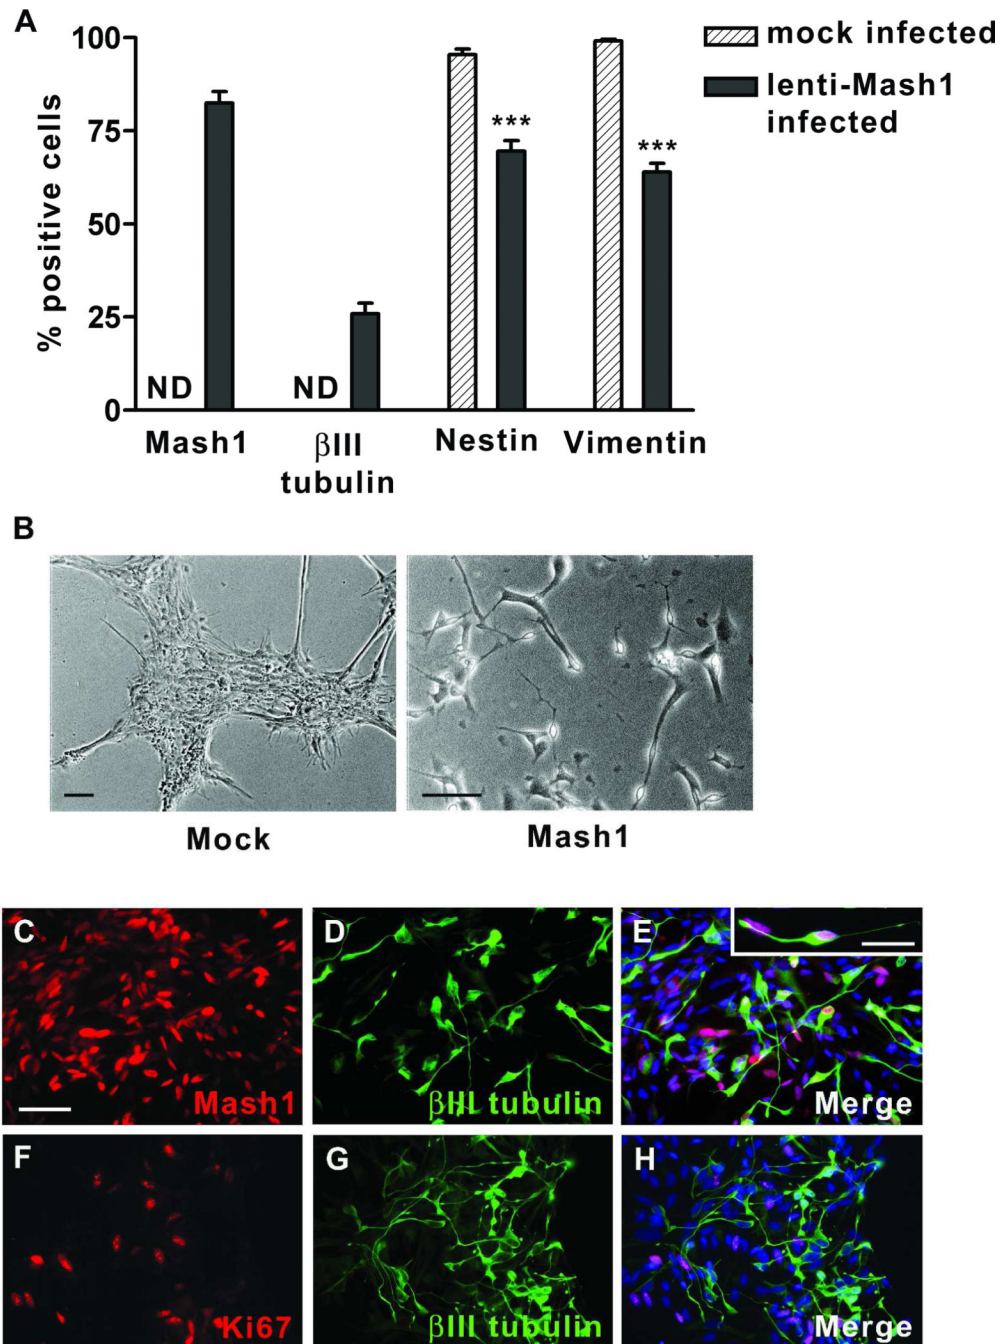 A
100
75
50
25
0
% positive cells
mock infected
lenti-Mash1
infected
***
***
ND
ND
Mash1
βIII
tubulin
Nestin
Vimentin
B
Mock
Mash1
C
Mash1
D
βIII tubulin
E
Merge
F
Ki67
G
βIII tubulin
H
Merge